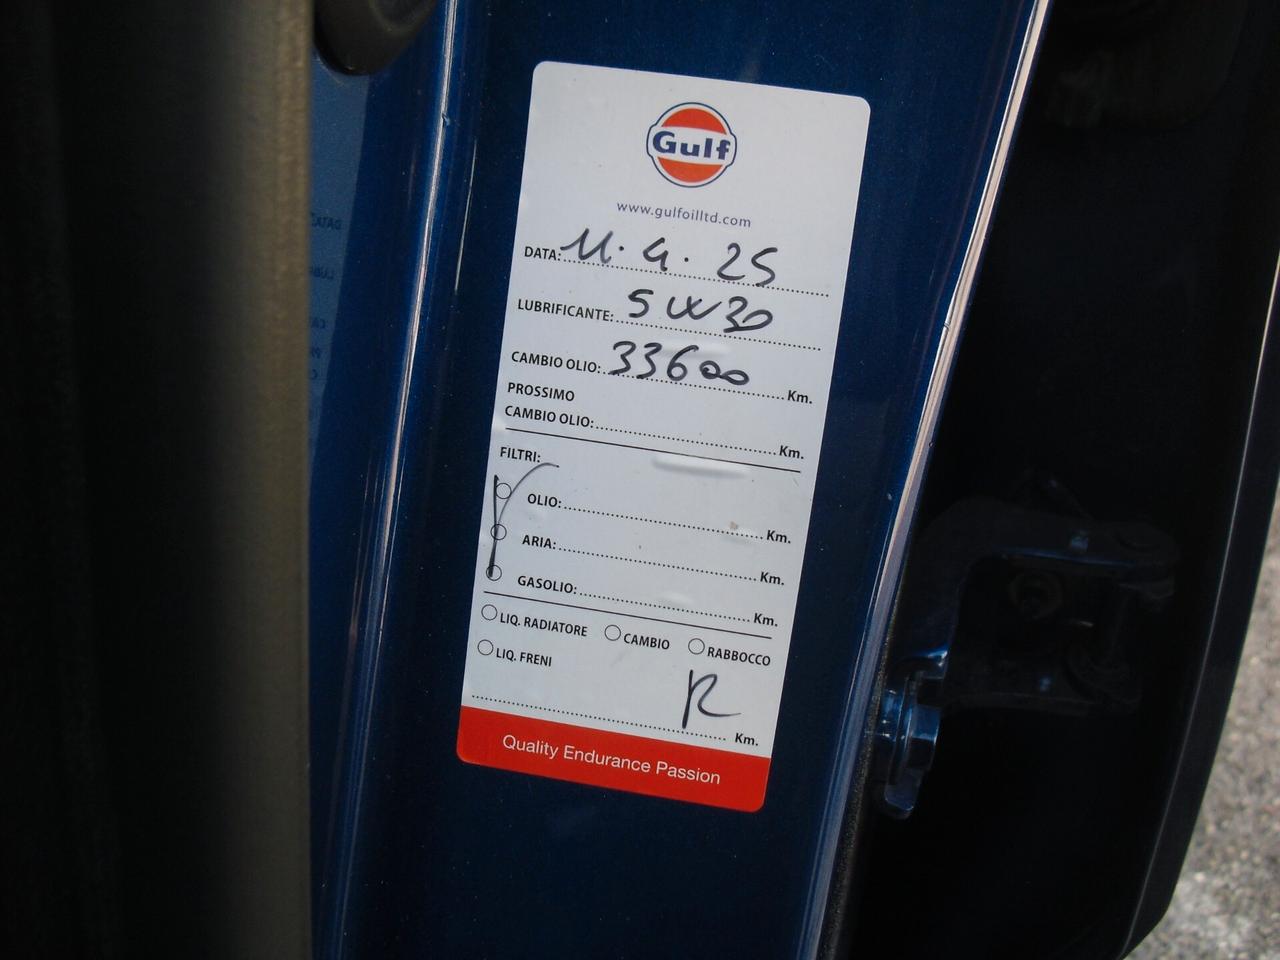 Gulf
www.gulfoilltd.com
DATA: 11. 4. 25
LUBRIFICANTE: 5W30
CAMBIO OLIO: 33600 Km.
PROSSIMO
CAMBIO OLIO: Km.
FILTRI:
OLIO: Km.
ARIA: Km.
GASOLIO: Km.
LIQ. RADIATORE CAMBIO RABBOCCO
LIQ. FRENI
R
Km.
Quality Endurance Passion